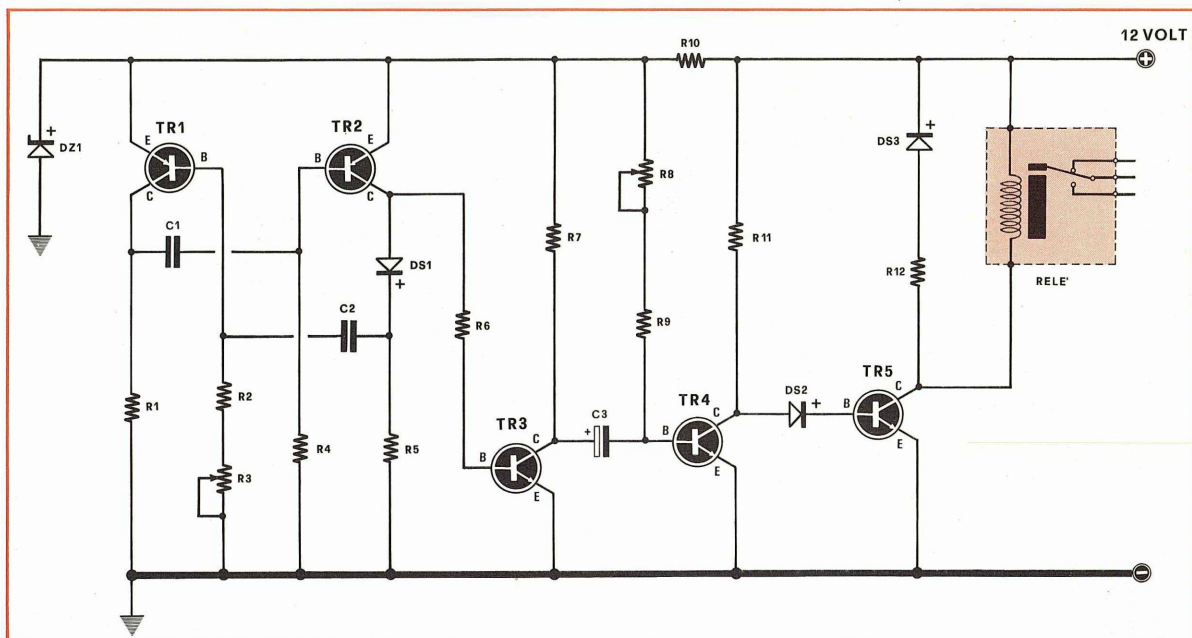 12 VOLT
+
R10
TR1
TR2
E
E
DZ1
+
B
B
C
C
R8
DS3
+
C1
R7
R11
DS1
+
R12
RELE'
C2
R6
R9
R1
R2
R3
R4
R5
TR3
B
C
E
C3
+
TR4
B
C
E
DS2
+
TR5
B
C
E
-